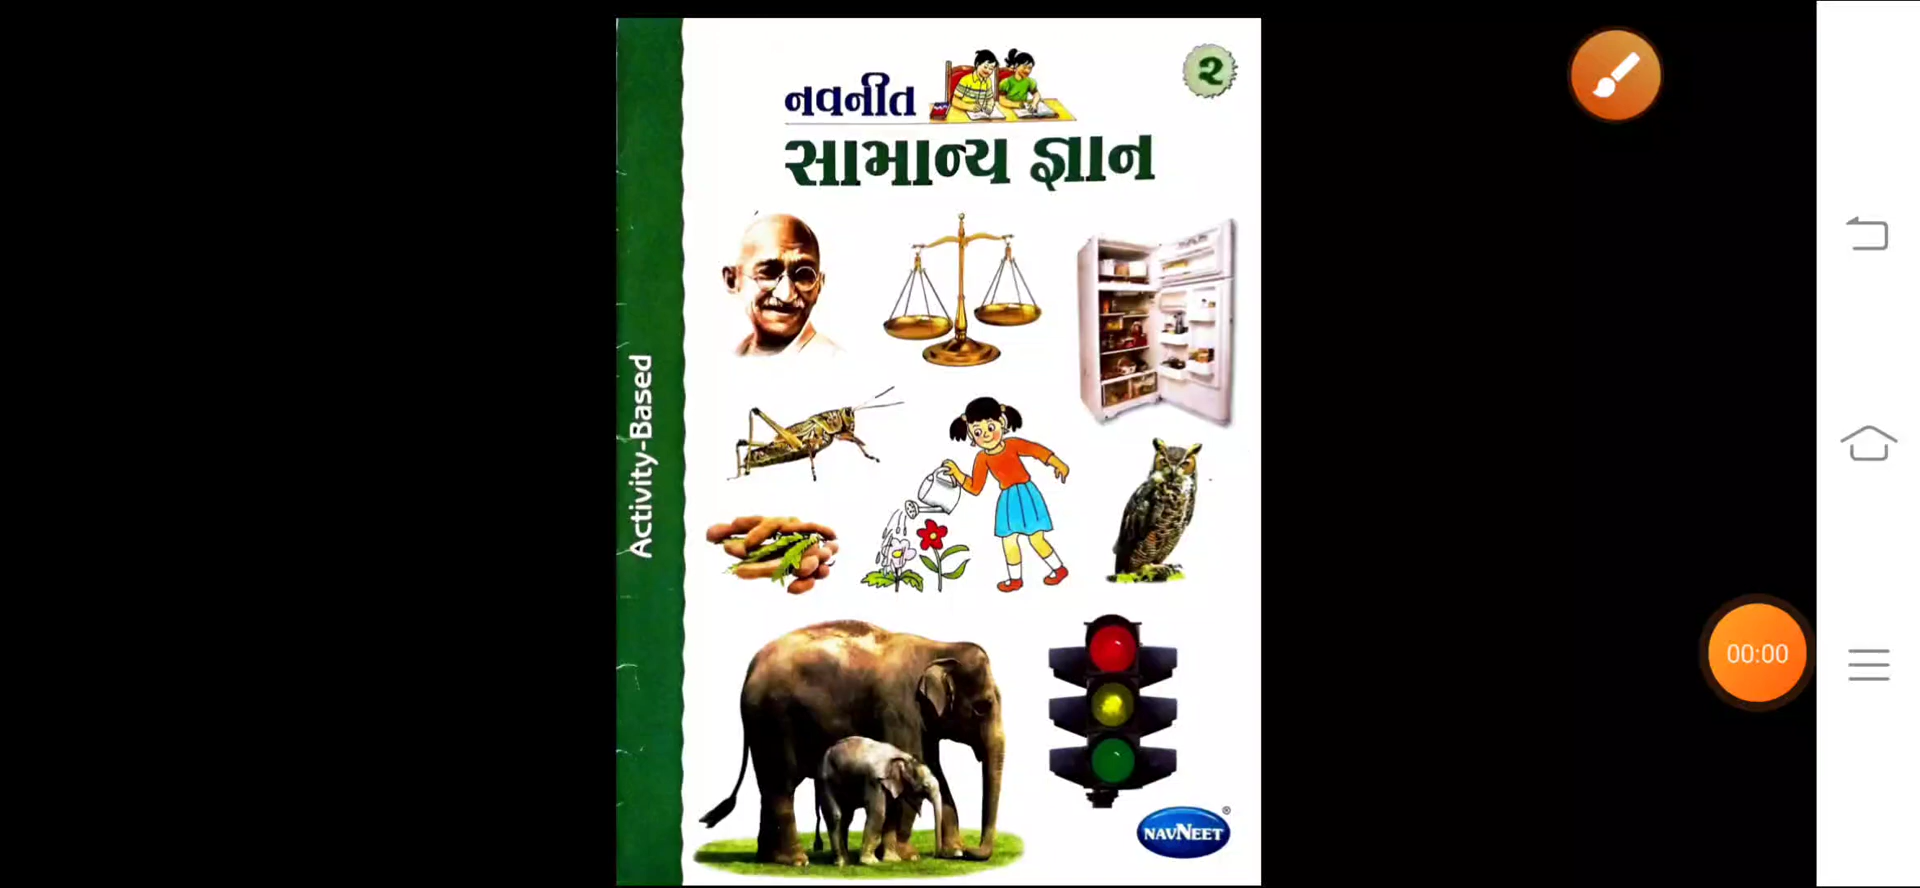 નવનીત
૨
સામાન્ય જ્ઞાન
Activity-Based
00:00
NAVNEET
®